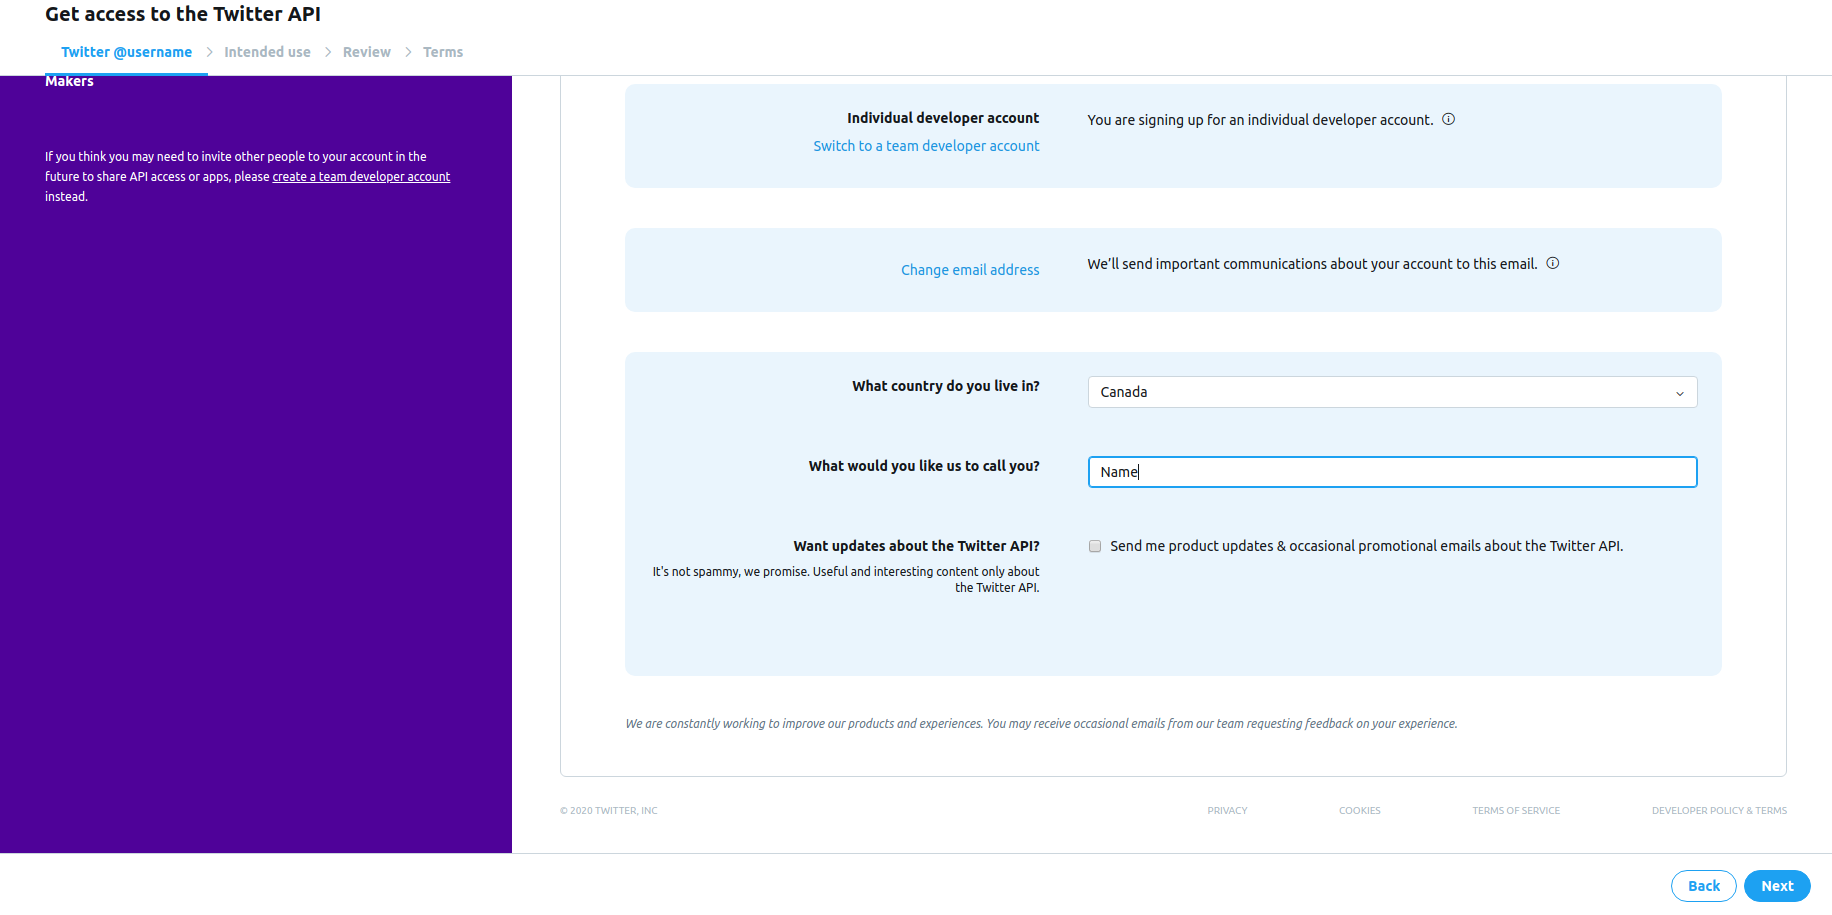 Get access to the Twitter API
Twitter @username > Intended use > Review > Terms
Makers
If you think you may need to invite other people to your account in the
future to share API access or apps, please create a team developer account
instead.
Individual developer account
Switch to a team developer account
You are signing up for an individual developer account.
Change email address
We'll send important communications about your account to this email.
What country do you live in?
Canada
What would you like us to call you?
Name
Want updates about the Twitter API?
It's not spammy, we promise. Useful and interesting content only about
the Twitter API.
Send me product updates & occasional promotional emails about the Twitter API.
We are constantly working to improve our products and experiences. You may receive occasional emails from our team requesting feedback on your experience.
© 2020 TWITTER, INC
PRIVACY
COOKIES
TERMS OF SERVICE
DEVELOPER POLICY & TERMS
Back
Next